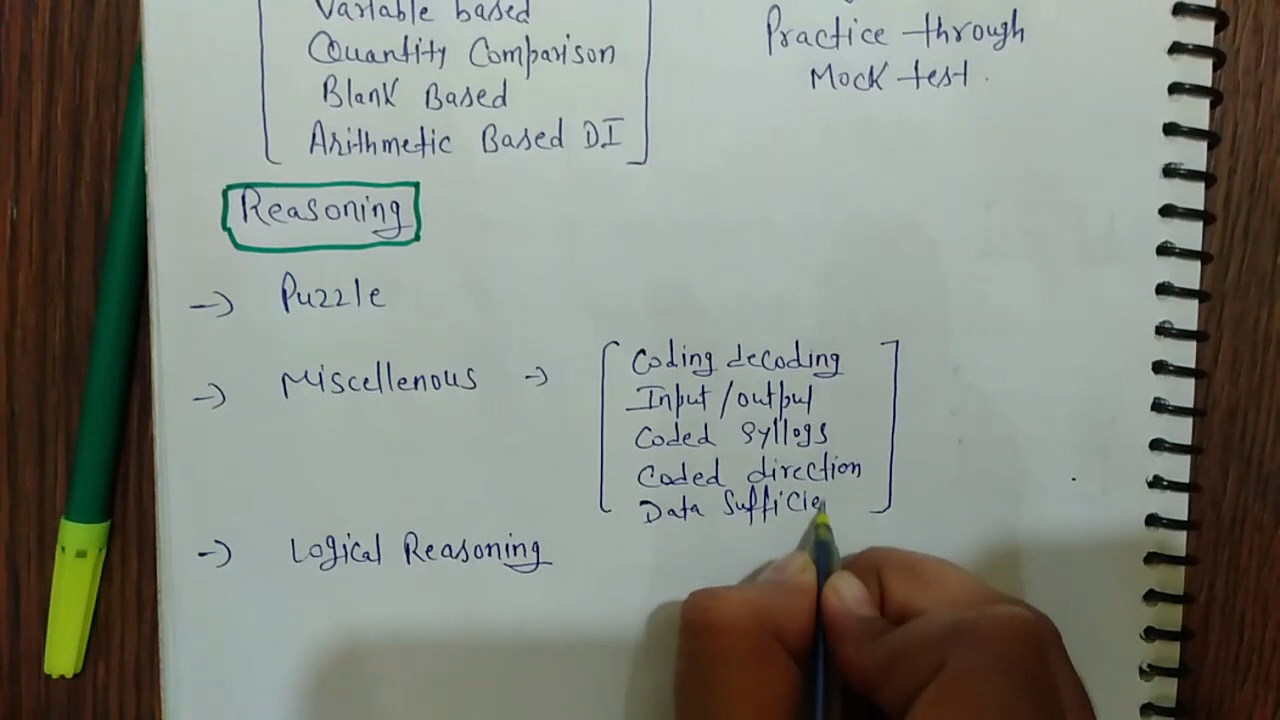 Variable based
Quantity Comparison
Blank Based
Arithmetic Based DI
Practice through
Mock test.
Reasoning
→ Puzzle
→ Miscellenous →
Coding decoding
Input/output
Coded Syllogs
Coded direction
Data Sufficie
→ Logical Reasoning